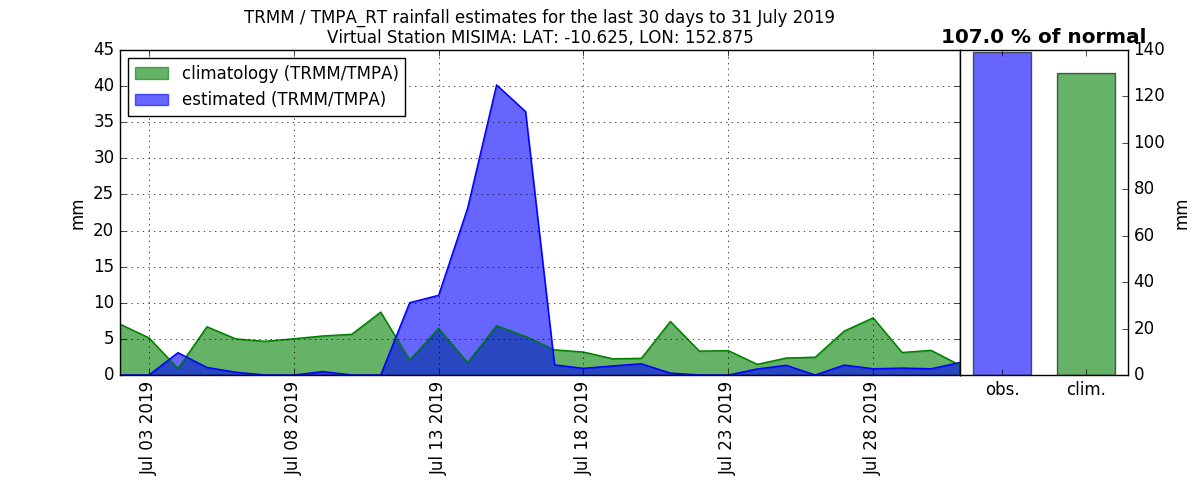 TRMM / TMPA_RT rainfall estimates for the last 30 days to 31 July 2019
Virtual Station MISIMA: LAT: -10.625, LON: 152.875
107.0 % of normal
climatology (TRMM/TMPA)
estimated (TRMM/TMPA)
mm
45
40
35
30
25
20
15
10
5
0
Jul 03 2019
Jul 08 2019
Jul 13 2019
Jul 18 2019
Jul 23 2019
Jul 28 2019
140
120
100
80
60
40
20
0
mm
obs.
clim.